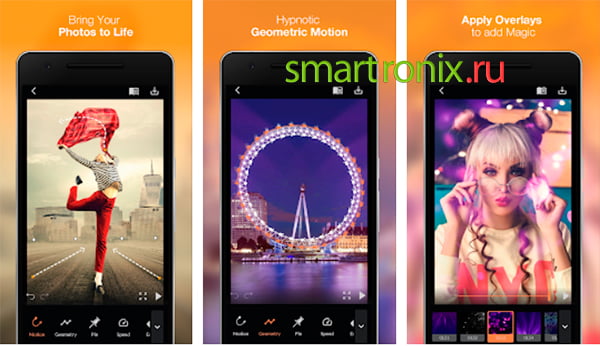 Bring Your
Photos to Life
Hypnotic
Geometric Motion
Apply Overlays
to add Magic
smartronix.ru
Motion
Geometry
Pin
Speed
Motion
Geometry
Pin
Speed